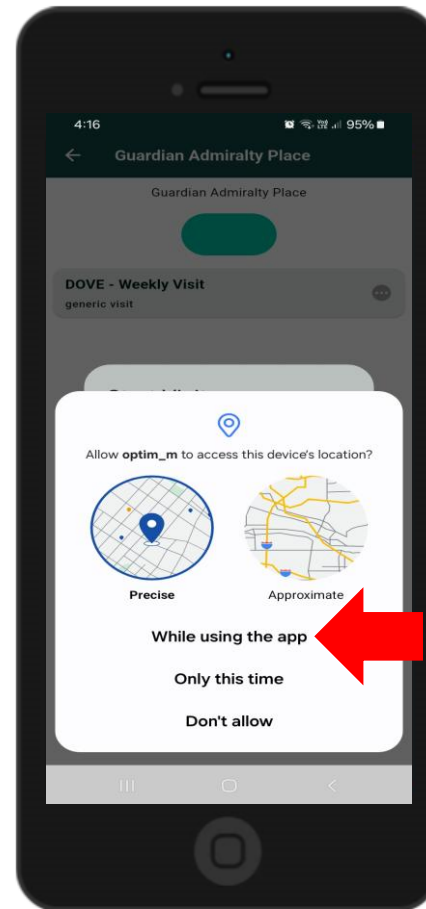 4:16 95%
Guardian Admiralty Place
Guardian Admiralty Place
DOVE - Weekly Visit
generic visit
Allow optim_m to access this device's location?
Precise Approximate
While using the app
Only this time
Don't allow